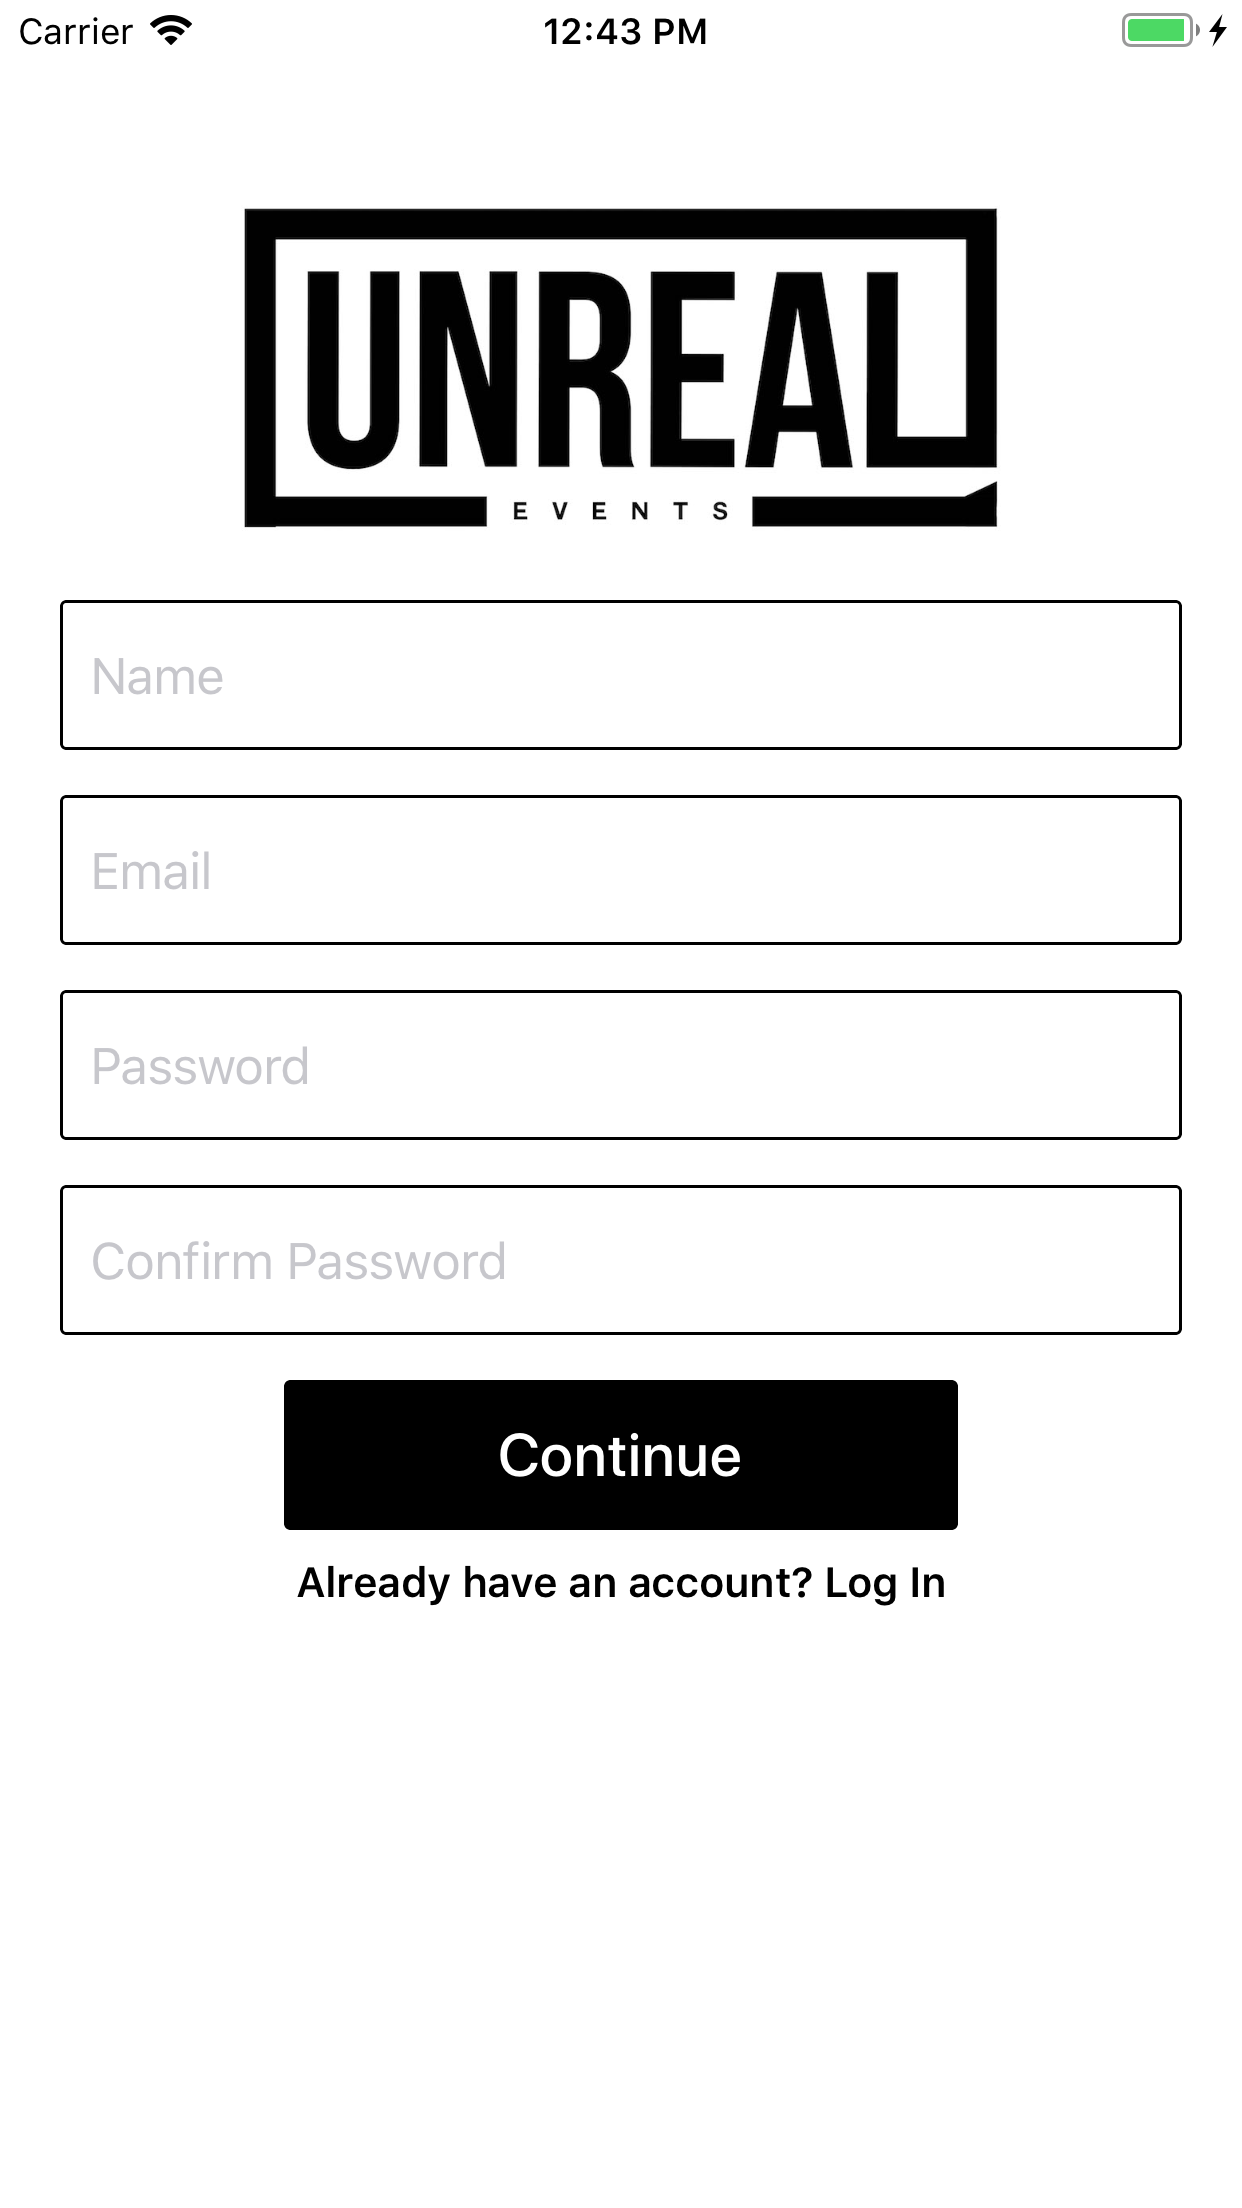 Carrier 12:43 PM
UNREAL
EVENTS
Name
Email
Password
Confirm Password
Continue
Already have an account? Log In